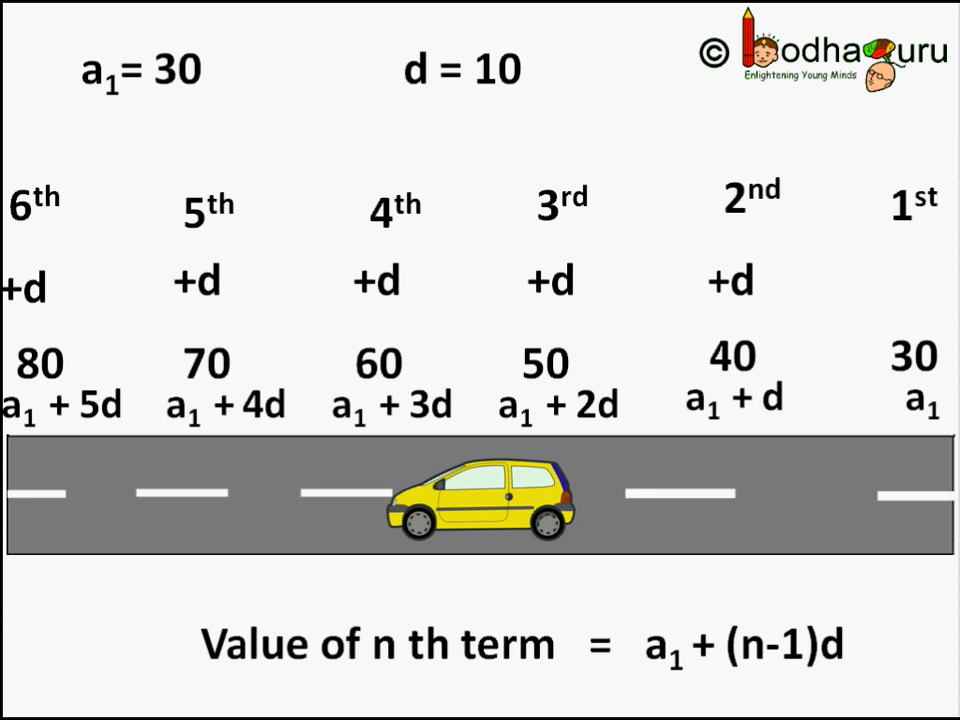 a1= 30 d = 10
© BodhaGuru
Enlightening Young Minds
6th 5th 4th 3rd 2nd 1st
+d +d +d +d +d
80 70 60 50 40 30
a1 + 5d a1 + 4d a1 + 3d a1 + 2d a1 + d a1
Value of n th term = a1 + (n-1)d